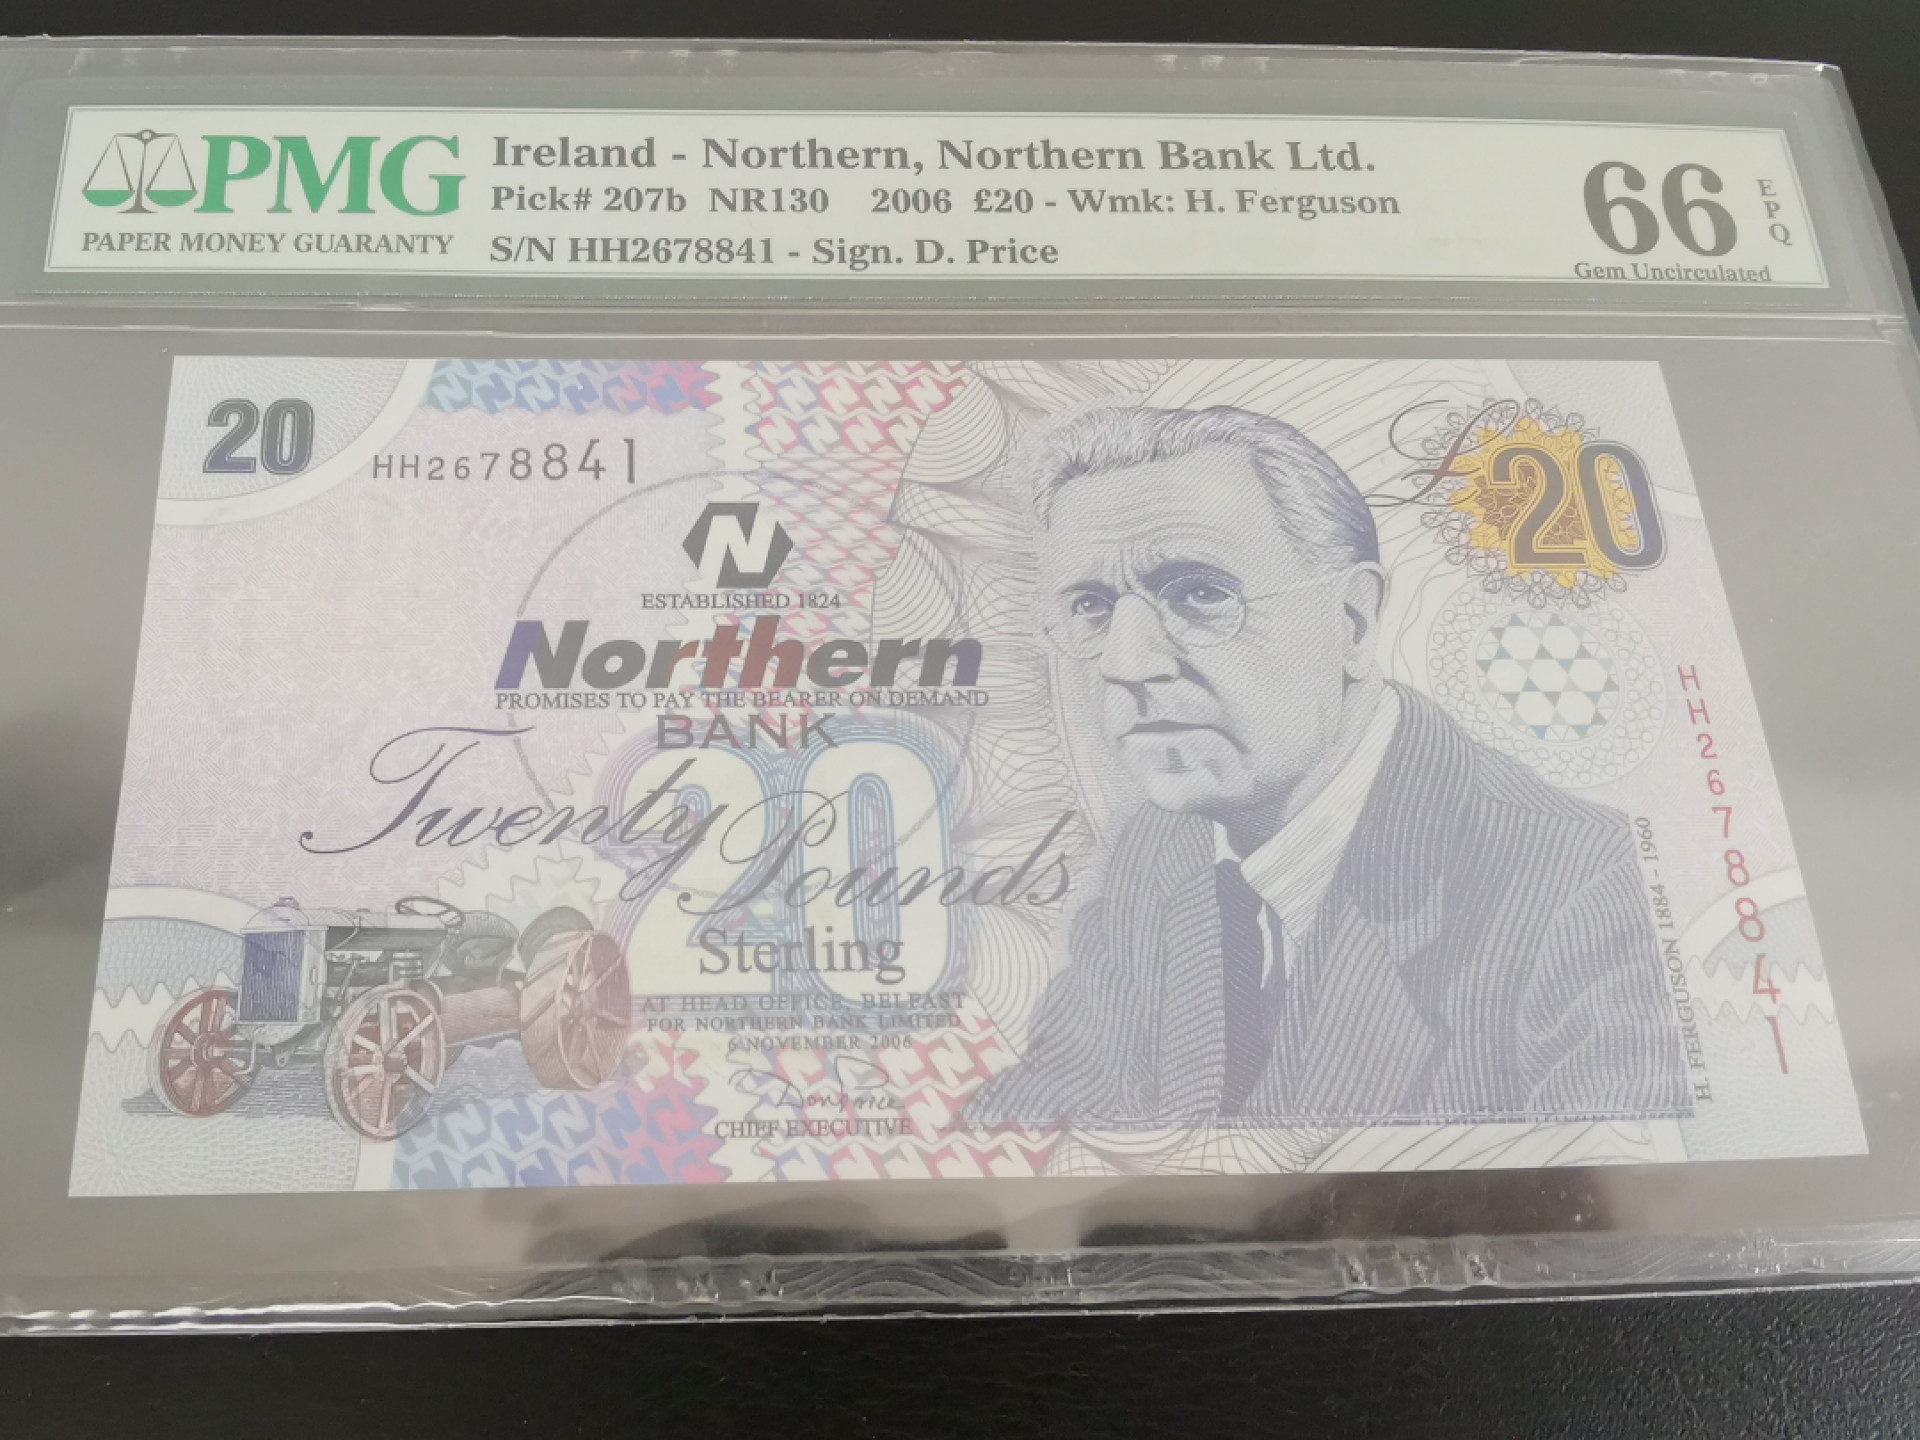 PMG
PAPER MONEY GUARANTY
Ireland - Northern, Northern Bank Ltd.
Pick# 207b NR130 2006 £20 - Wmk: H. Ferguson
S/N HH2678841 - Sign. D. Price
66 EPQ
Gem Uncirculated
20
HH2678841
£20
N
ESTABLISHED 1824
Northern
PROMISES TO PAY THE BEARER ON DEMAND
BANK
Twenty Pounds
20
Sterling
AT HEAD OFFICE, BELFAST
FOR NORTHERN BANK LIMITED
6 NOVEMBER 2006
Don Price
CHIEF EXECUTIVE
H. FERGUSON 1884 - 1960
HH2678841